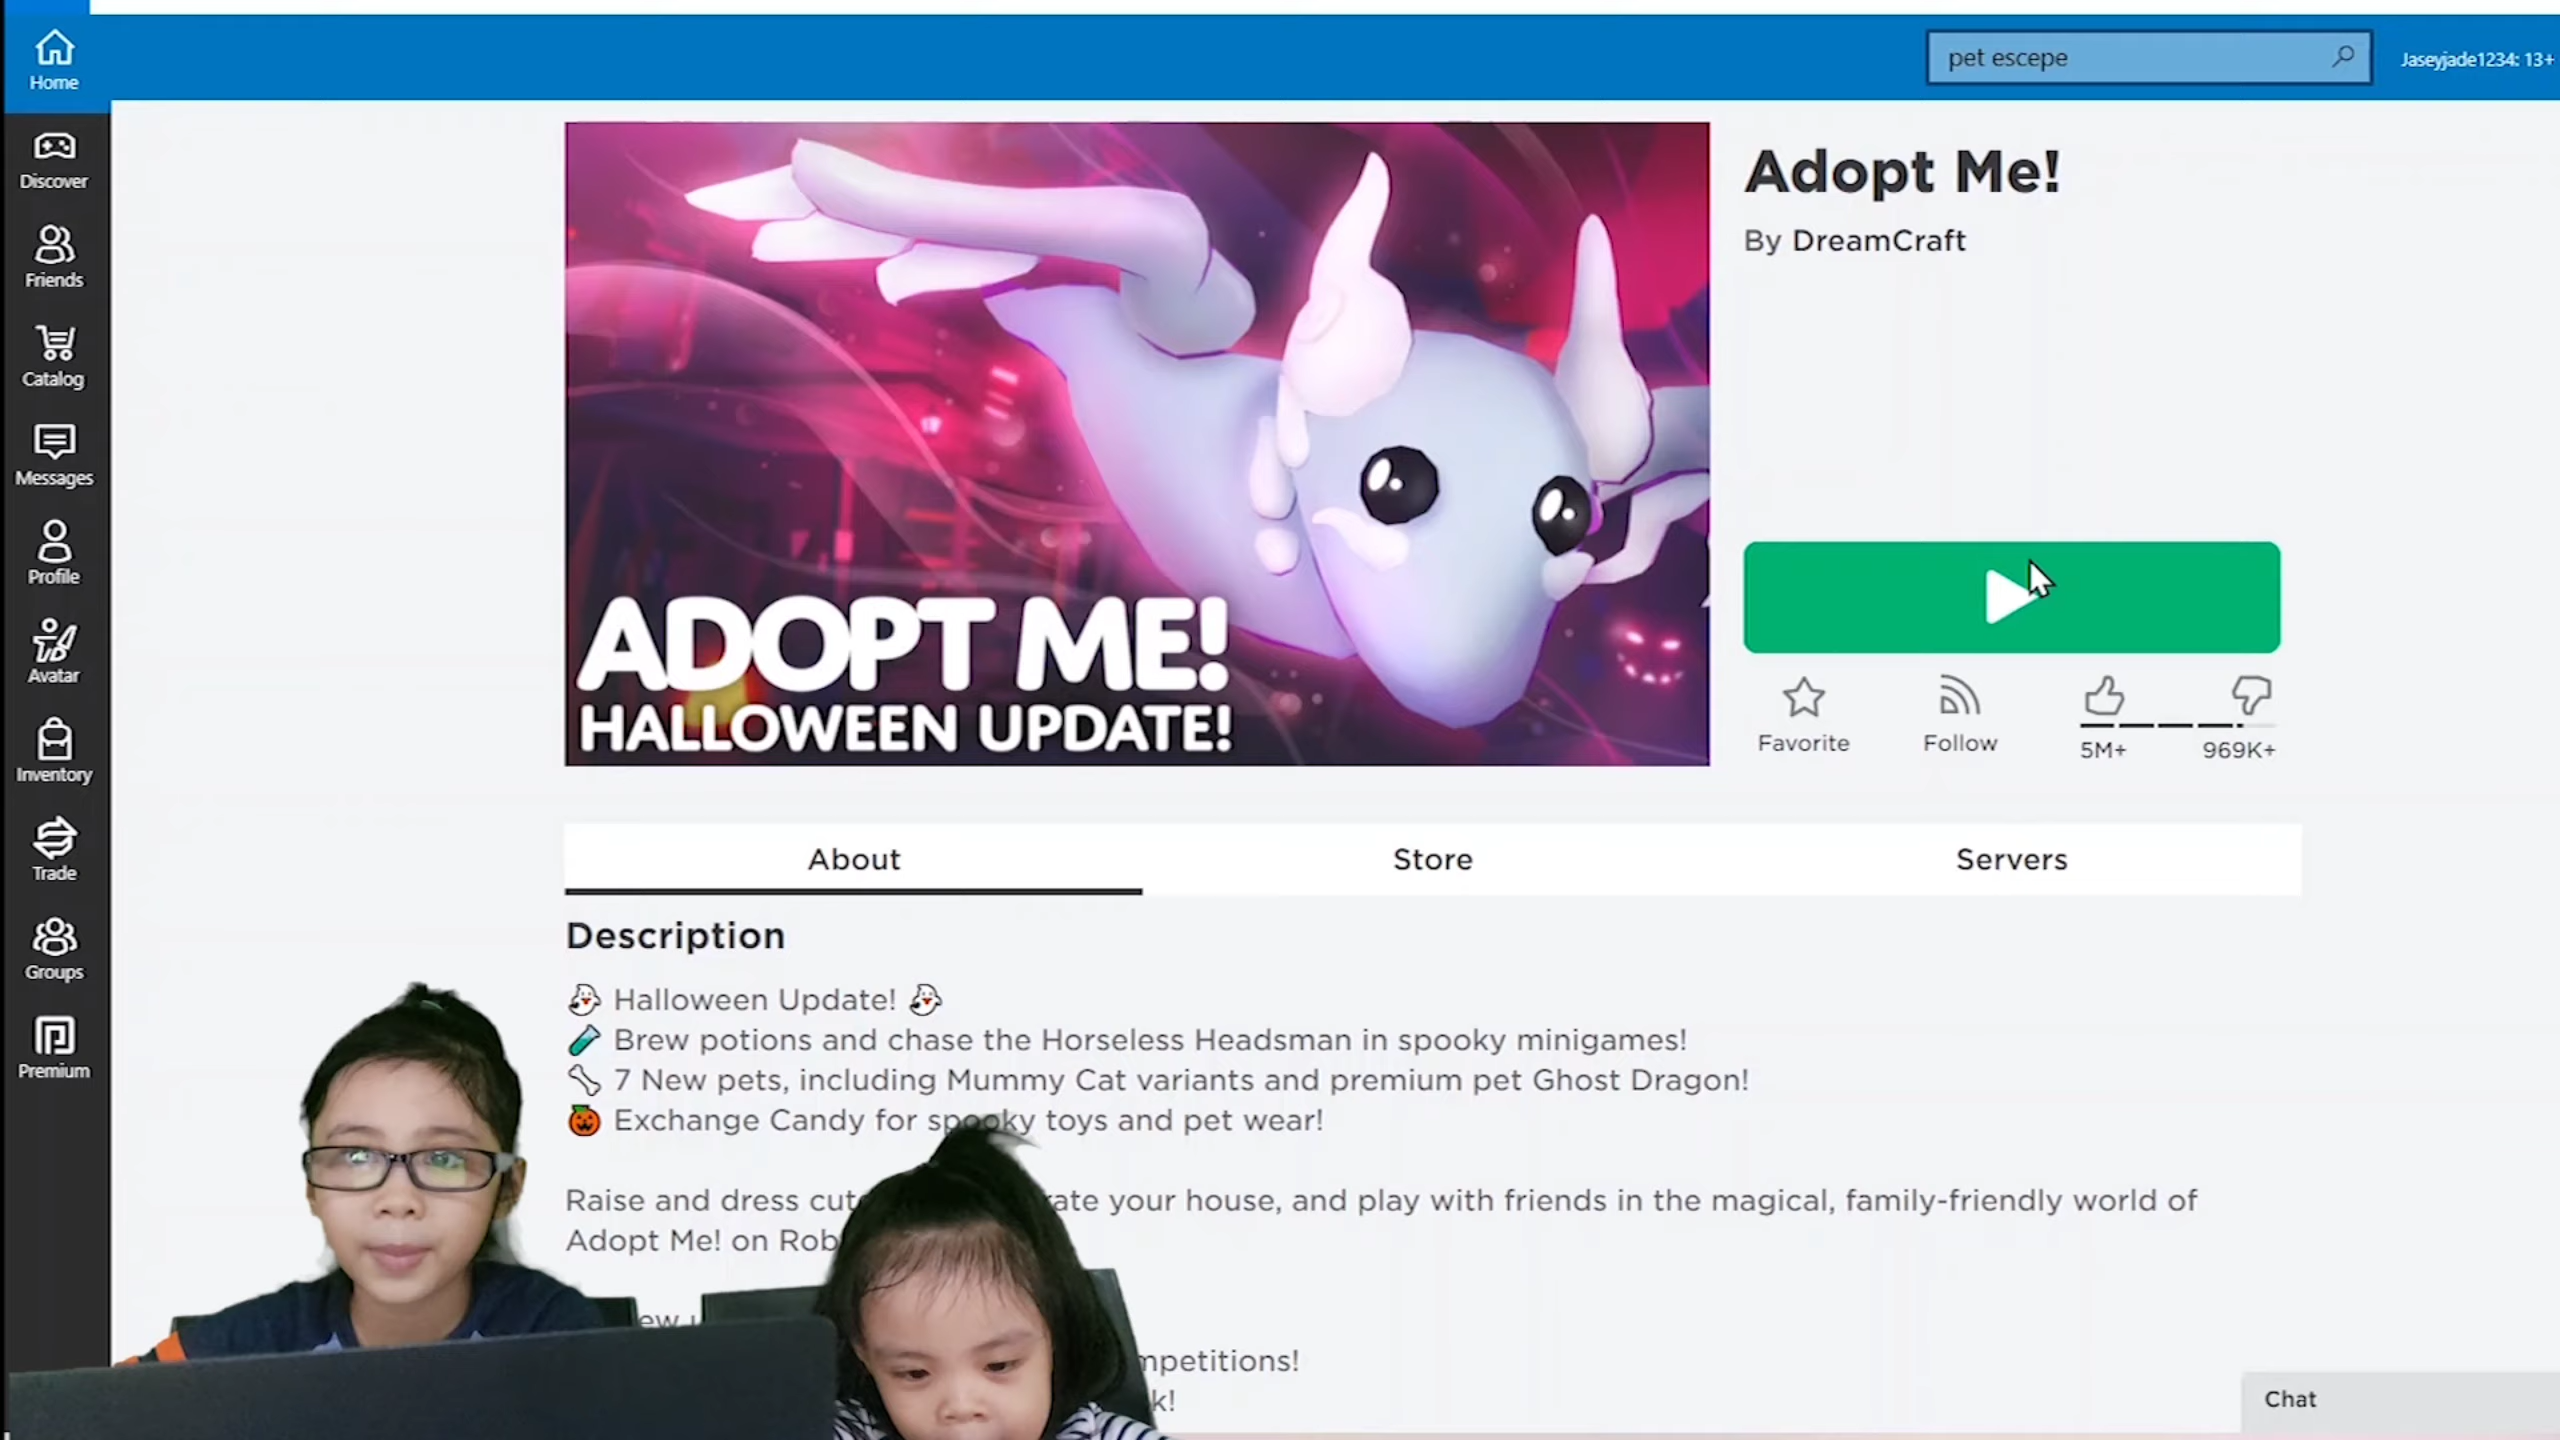 Home
pet escepe
Jaseyjade1234: 13+
Discover
Friends
Catalog
Messages
Profile
Avatar
Inventory
Trade
Groups
Premium
ADOPT ME!
HALLOWEEN UPDATE!
Adopt Me!
By DreamCraft
Favorite
Follow
5M+
969K+
About
Store
Servers
Description
Halloween Update!
Brew potions and chase the Horseless Headsman in spooky minigames!
7 New pets, including Mummy Cat variants and premium pet Ghost Dragon!
Exchange Candy for spooky toys and pet wear!
Raise and dress your house, and play with friends in the magical, family-friendly world of
Adopt Me! on
Chat